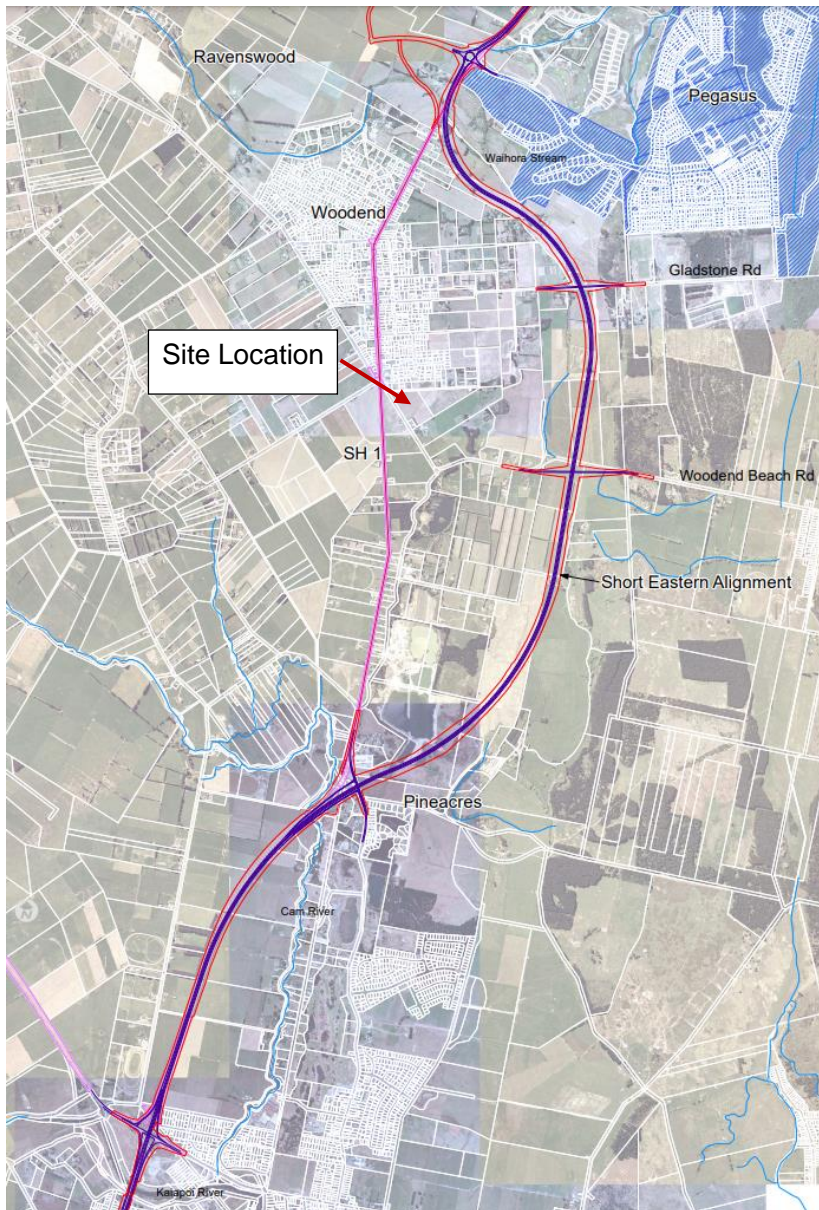 Ravenswood
Pegasus
Waihora Stream
Woodend
Gladstone Rd
Site Location
SH 1
Woodend Beach Rd
Short Eastern Alignment
Pineacres
Cam River
Kaiapoi River